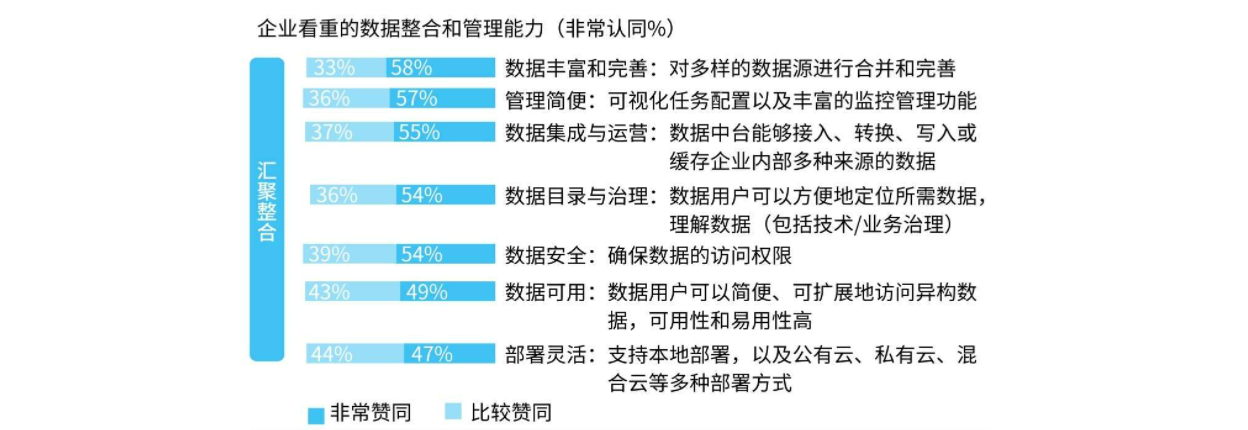 企业看重的数据整合和管理能力（非常认同%）
汇聚整合
33% 58% 数据丰富和完善：对多样的数据源进行合并和完善
36% 57% 管理简便：可视化任务配置以及丰富的监控管理功能
37% 55% 数据集成与运营：数据中台能够接入、转换、写入或
缓存企业内部多种来源的数据
36% 54% 数据目录与治理：数据用户可以方便地定位所需数据，
理解数据（包括技术/业务治理）
39% 54% 数据安全：确保数据的访问权限
43% 49% 数据可用：数据用户可以简便、可扩展地访问异构数
据，可用性和易用性高
44% 47% 部署灵活：支持本地部署，以及公有云、私有云、混
合云等多种部署方式
非常赞同 比较赞同